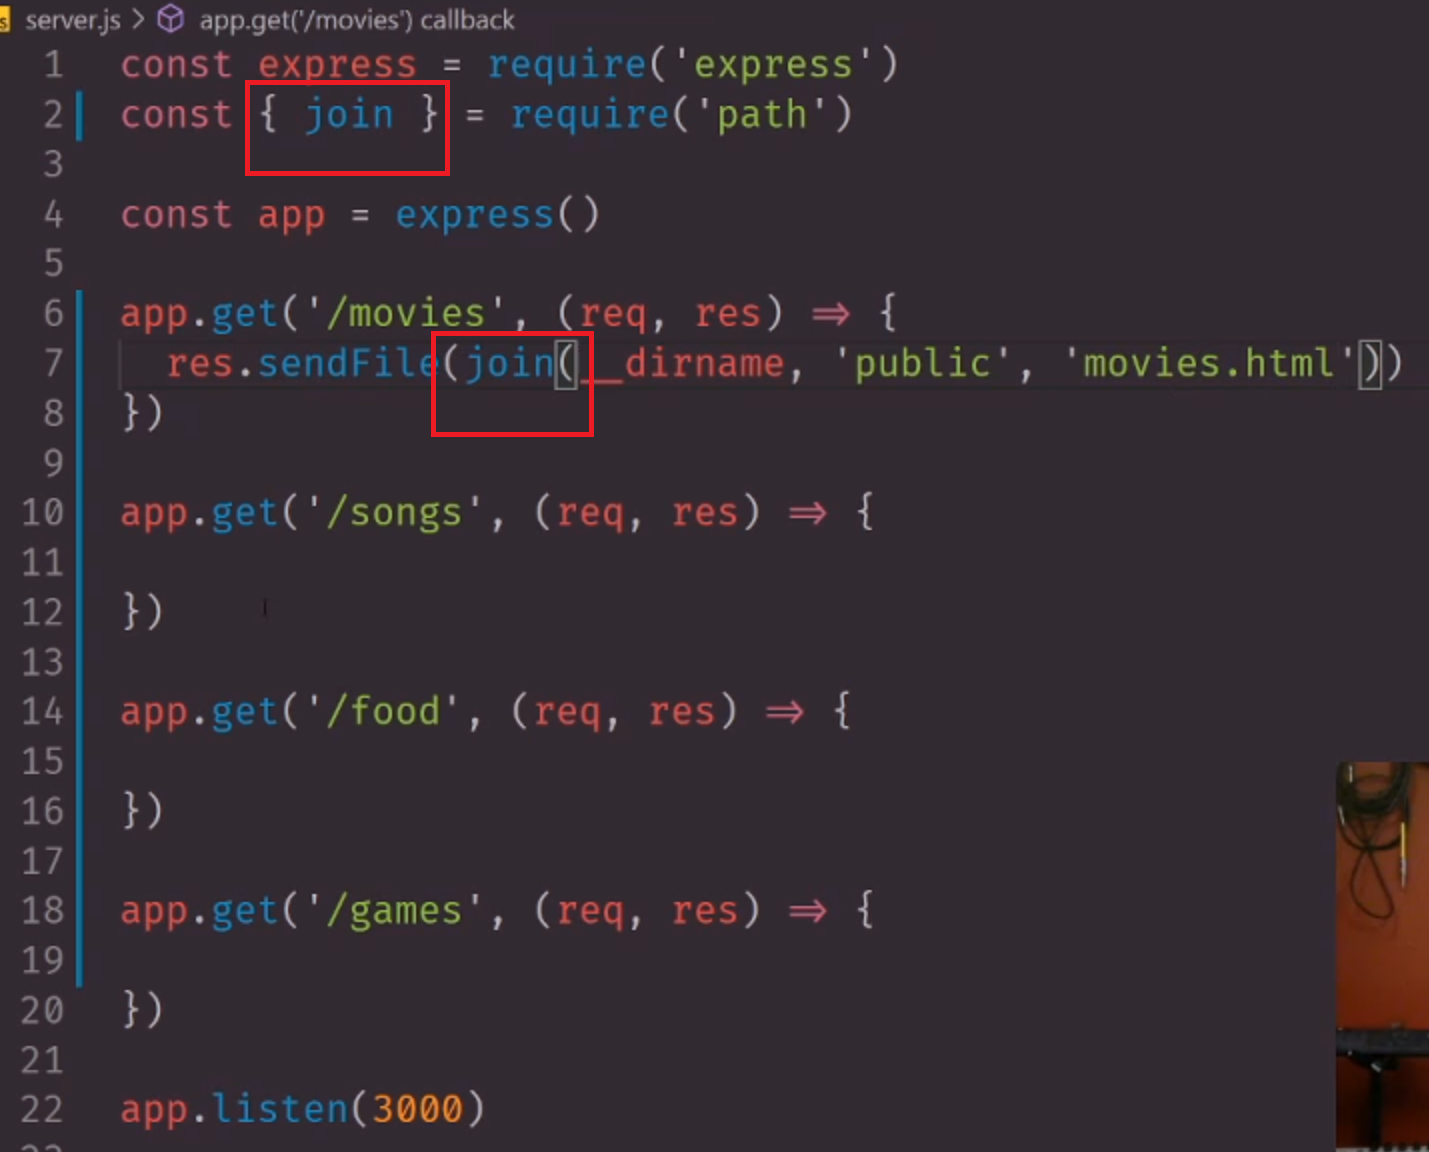 server.js > app.get('/movies') callback
1 const express = require('express')
2 const { join } = require('path')
3
4 const app = express()
5
6 app.get('/movies', (req, res) => {
7 res.sendFile(join(__dirname, 'public', 'movies.html'))
8 })
9
10 app.get('/songs', (req, res) => {
11
12 })
13
14 app.get('/food', (req, res) => {
15
16 })
17
18 app.get('/games', (req, res) => {
19
20 })
21
22 app.listen(3000)